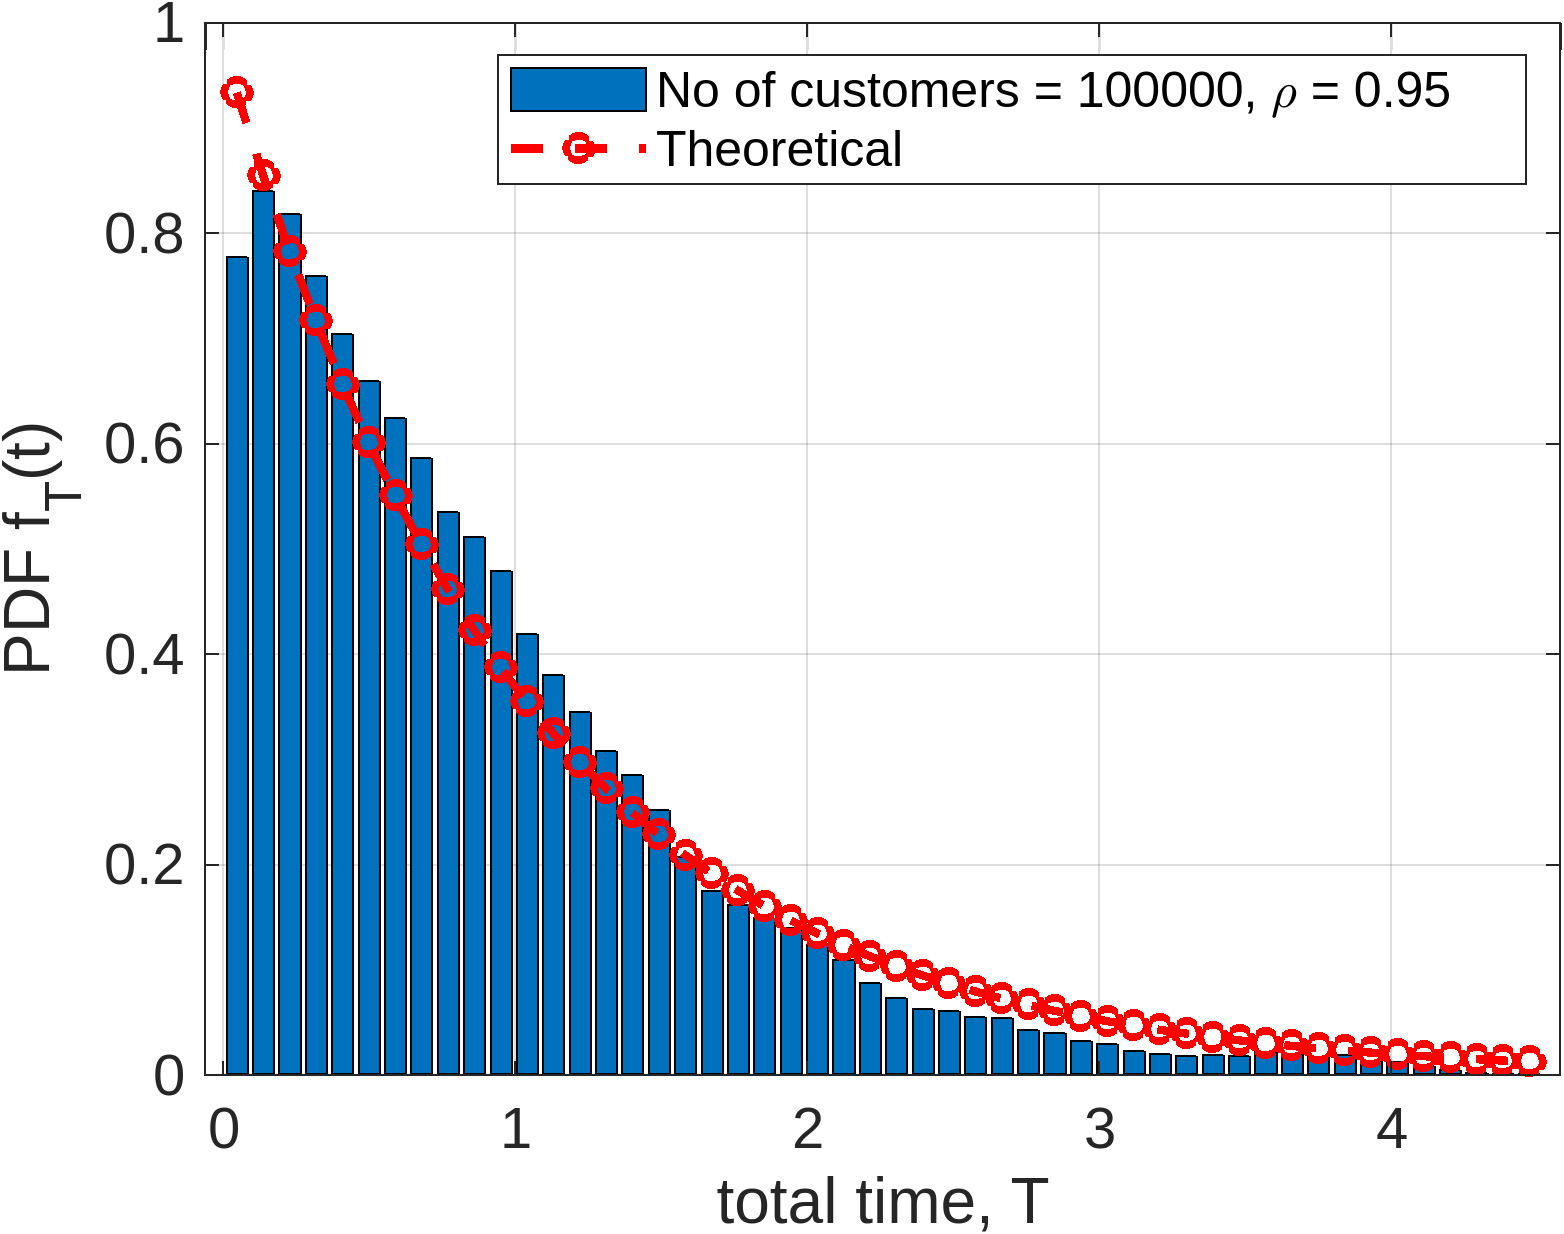 No of customers = 100000, ρ = 0.95
Theoretical
PDF f_T(t)
1
0.8
0.6
0.4
0.2
0
0 1 2 3 4
total time, T